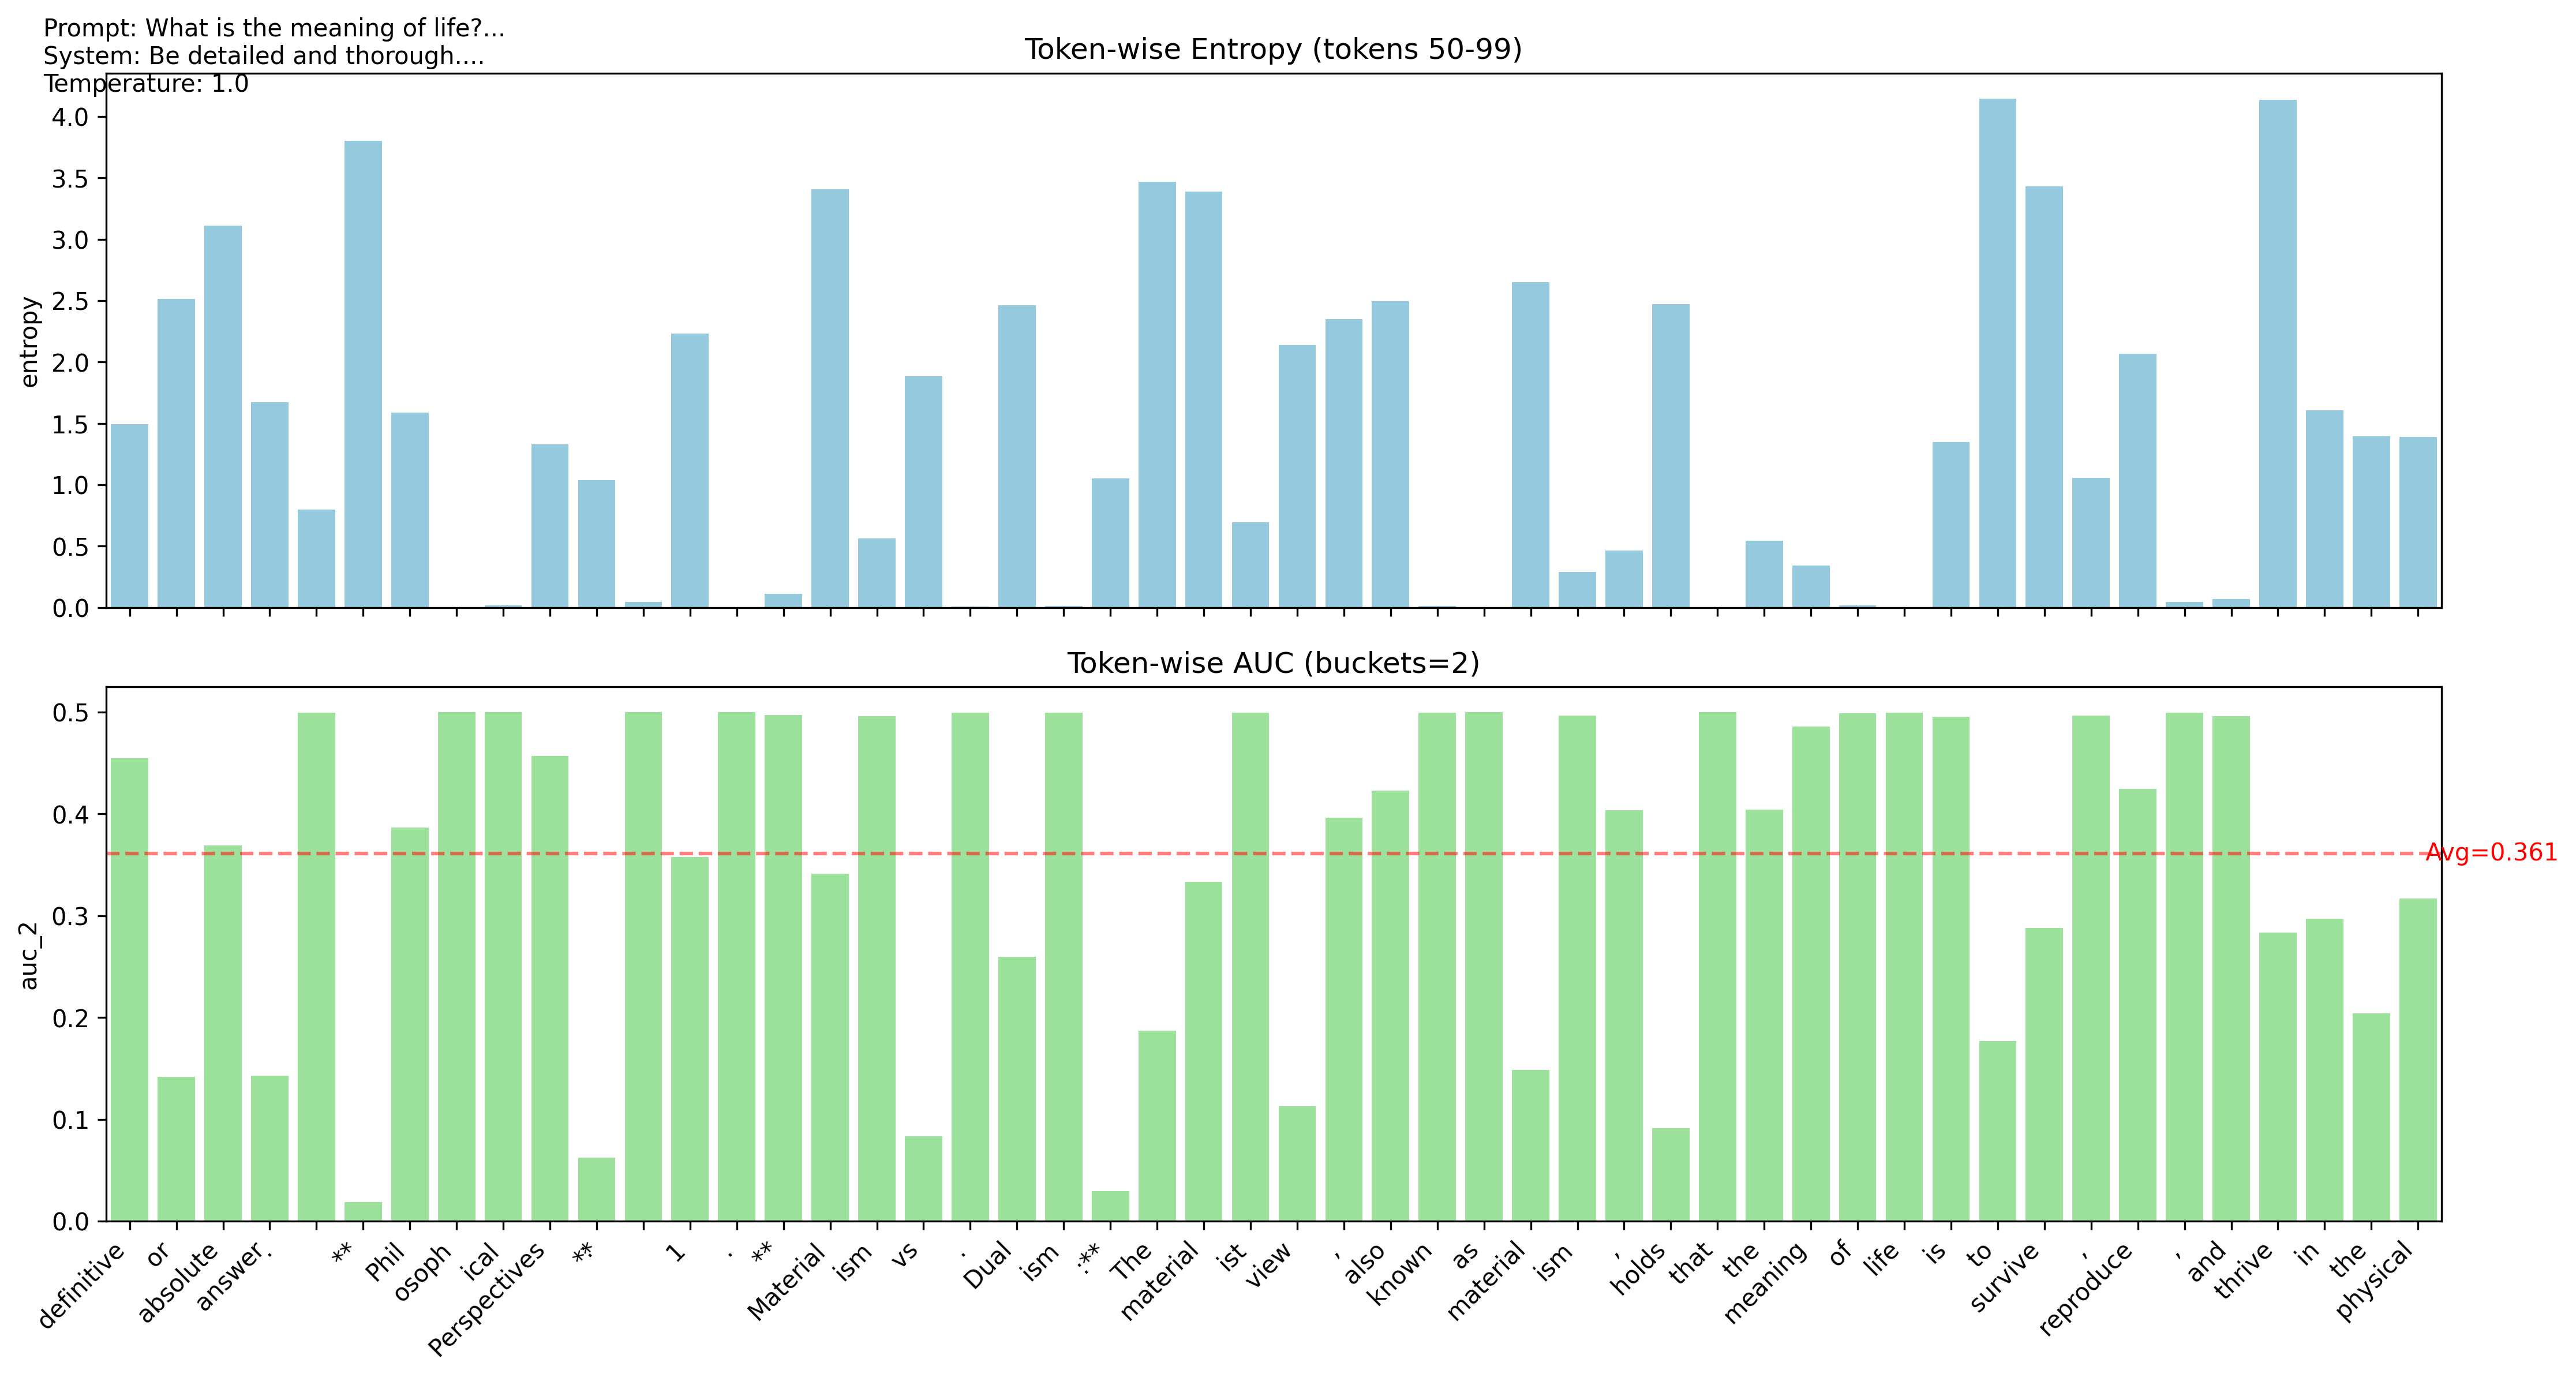 Prompt: What is the meaning of life?...
System: Be detailed and thorough....
Temperature: 1.0
Token-wise Entropy (tokens 50-99)
entropy
4.0
3.5
3.0
2.5
2.0
1.5
1.0
0.5
0.0
Token-wise AUC (buckets=2)
auc_2
0.5
0.4
0.3
0.2
0.1
0.0
Avg=0.361
definitive
or
absolute
answer.
**
Phil
osoph
ical
Perspectives
**
1
.
**
Material
ism
vs
.
Dual
ism
:**
The
material
ist
view
,
also
known
as
material
ism
,
holds
that
the
meaning
of
life
is
to
survive
,
reproduce
,
and
thrive
in
the
physical